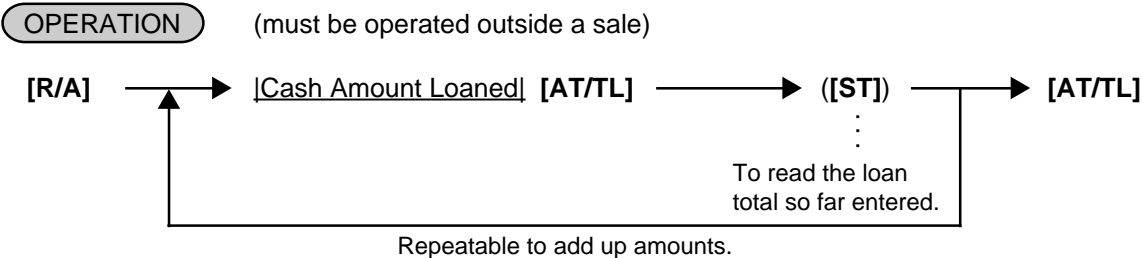 OPERATION (must be operated outside a sale)
[R/A] |Cash Amount Loaned| [AT/TL] ([ST]) [AT/TL]
To read the loan
total so far entered.
Repeatable to add up amounts.